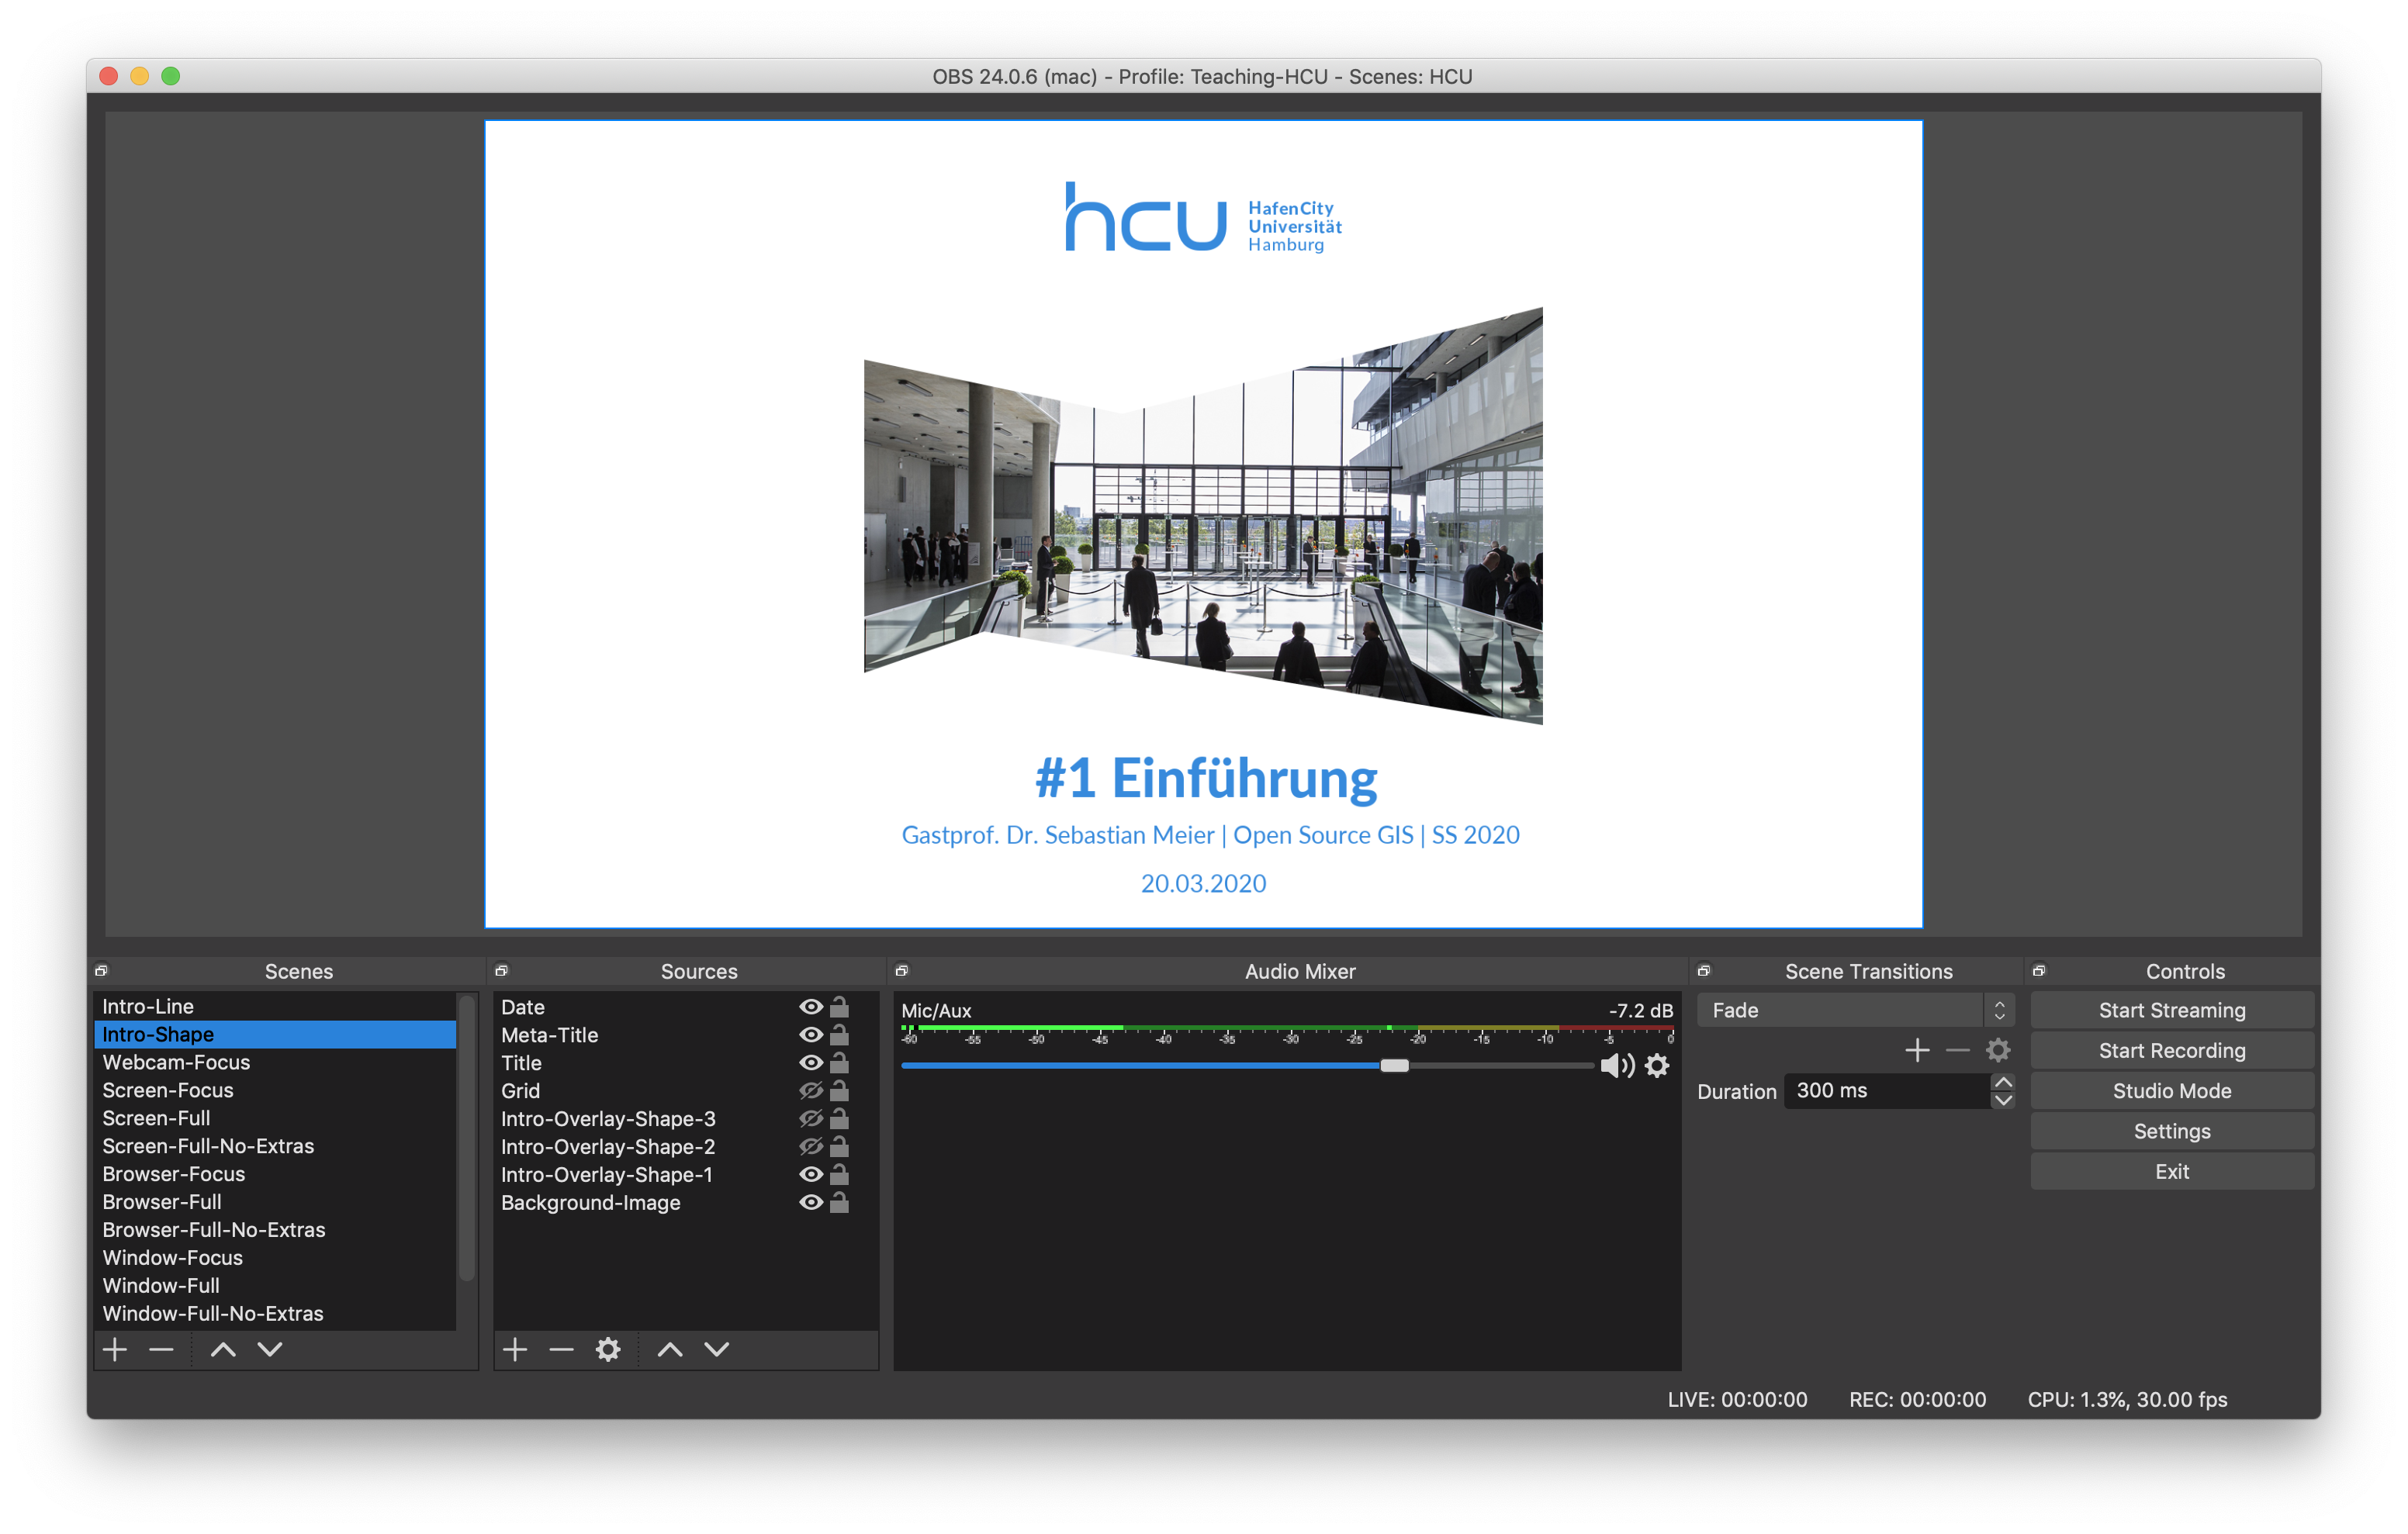 OBS 24.0.6 (mac) - Profile: Teaching-HCU - Scenes: HCU
hcu
HafenCity
Universität
Hamburg
#1 Einführung
Gastprof. Dr. Sebastian Meier | Open Source GIS | SS 2020
20.03.2020
Scenes
Intro-Line
Intro-Shape
Webcam-Focus
Screen-Focus
Screen-Full
Screen-Full-No-Extras
Browser-Focus
Browser-Full
Browser-Full-No-Extras
Window-Focus
Window-Full
Window-Full-No-Extras
Sources
Date
Meta-Title
Title
Grid
Intro-Overlay-Shape-3
Intro-Overlay-Shape-2
Intro-Overlay-Shape-1
Background-Image
Audio Mixer
Mic/Aux -7.2 dB
-60 -55 -50 -45 -40 -35 -30 -25 -20 -15 -10 -5 0
Scene Transitions
Fade
Duration 300 ms
Controls
Start Streaming
Start Recording
Studio Mode
Settings
Exit
LIVE: 00:00:00 REC: 00:00:00 CPU: 1.3%, 30.00 fps